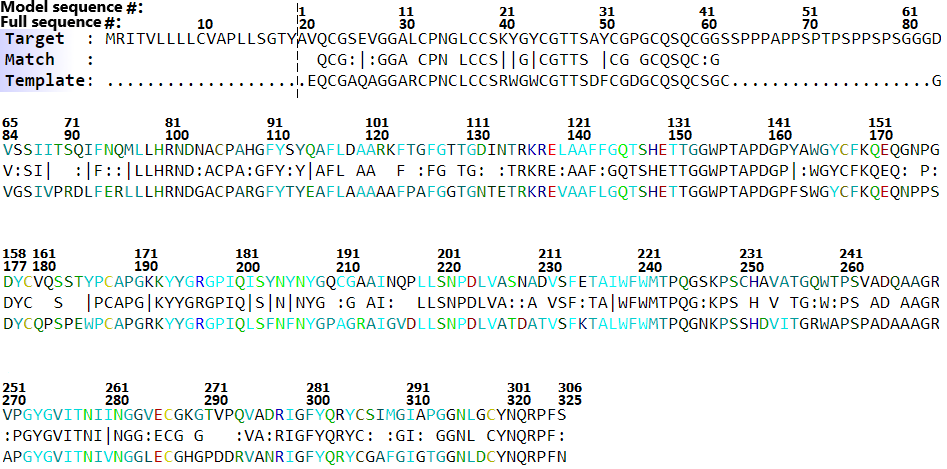 Model sequence #: 1 11 21 31 41 51 61
Full sequence #: 10 20 30 40 50 60 70 80
Target : MRITVLLLLCVAPLLSGTYAVQCGSEVGGALCPNGLCCSKYGYCGTTSAYCGPGCQSQCGGSSPPPAPPSPTPSPPSPSGGGD
Match : QCG:|:GGA CPN LCCS||G|CGTTS |CG GCQSQC:G
Template: ....................EQCGAQAGGARCPNCLCCSRWGWCGTTSDFCGDGCQSQCSGC....................G
65 71 81 91 101 111 121 131 141 151
84 90 100 110 120 130 140 150 160 170
VSSIITSQIFNQMLLHRNDNACPAHGFYSYQAFLDAARKFTGFGTTGDINTRKRELAAFFGQTSHETTGGWPTAPDGPYAWGYCFKQEQGNPG
V:SI| :|F::|LLHRND:ACPA:GFY:Y|AFL AA F :FG TG: :TRKRE:AAF:GQTSHETTGGWPTAPDGP|:WGYCFKQEQ: P:
VGSIVPRDLFERLLLHRNDGACPARGFYTYEAFLAAAAAFPAFGGTGNTETRKREVAAFLGQTSHETTGGWPTAPDGPFSWGYCFKQEQNPPS
158 161 171 181 191 201 211 221 231 241
177 180 190 200 210 220 230 240 250 260
DYCVQSSTYPCAPGKKYYGRGPIQISYNYNYGQCGAAINQPLLSNPDLVASNADVSFETAIWFWMTPQGSKPSCHAVATGQWTPSVADQAAGR
DYC S |PCAPG|KYYGRGPIQ|S|N|NYG :G AI: LLSNPDLVA::A VSF:TA|WFWMTPQG:KPS H V TG:W:PS AD AAGR
DYCQPSPEWPCAPGRKYYGRGPIQLSFNFNYGPAGRAIGVDLLSNPDLVATDATVSFKTALWFWMTPQGNKPSSHDVITGRWAPSPADAAAGR
251 261 271 281 291 301 306
270 280 290 300 310 320 325
VPGYGVITNIINGGVECGKGTVPQVADRIGFYQRYCSIMGIAPGGNLGCYNQRPFS
:PGYGVITNI|NGG:ECG G :VA:RIGFYQRYC: :GI: GGNL CYNQRPF:
APGYGVITNIVNGGLECGHGPDDRVANRIGFYQRYCGAFGIGTGGNLDCYNQRPFN